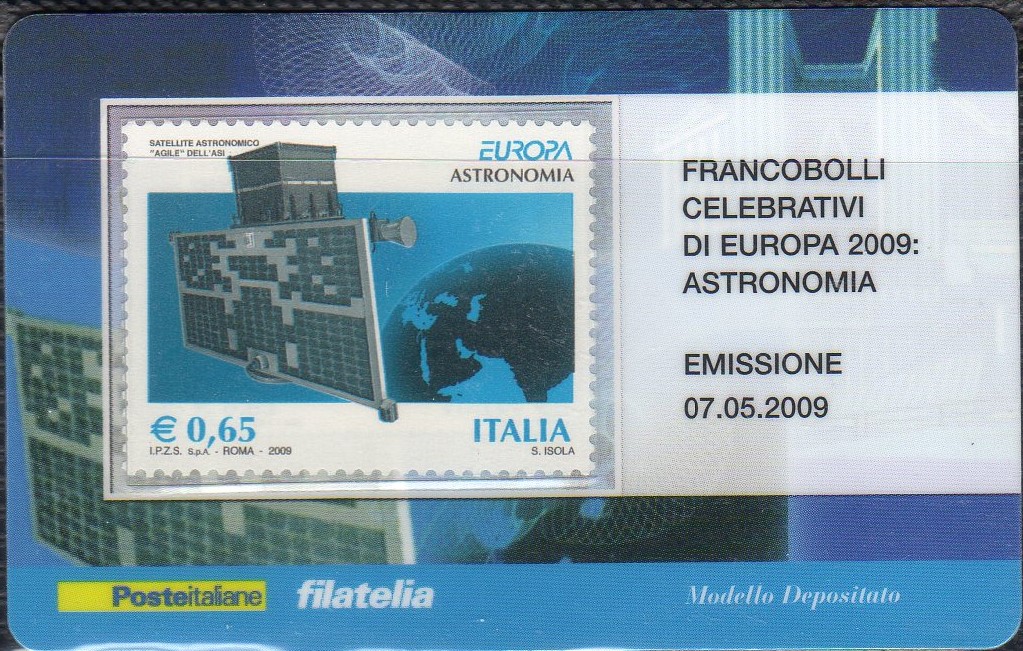 SATELLITE ASTRONOMICO
"AGILE" DELL'ASI
EUROPA
ASTRONOMIA
€ 0,65
ITALIA
I.P.Z.S. S.p.A. - ROMA - 2009
S. ISOLA
FRANCOBOLLI
CELEBRATIVI
DI EUROPA 2009:
ASTRONOMIA
EMISSIONE
07.05.2009
Posteitaliane
filatelia
Modello Depositato